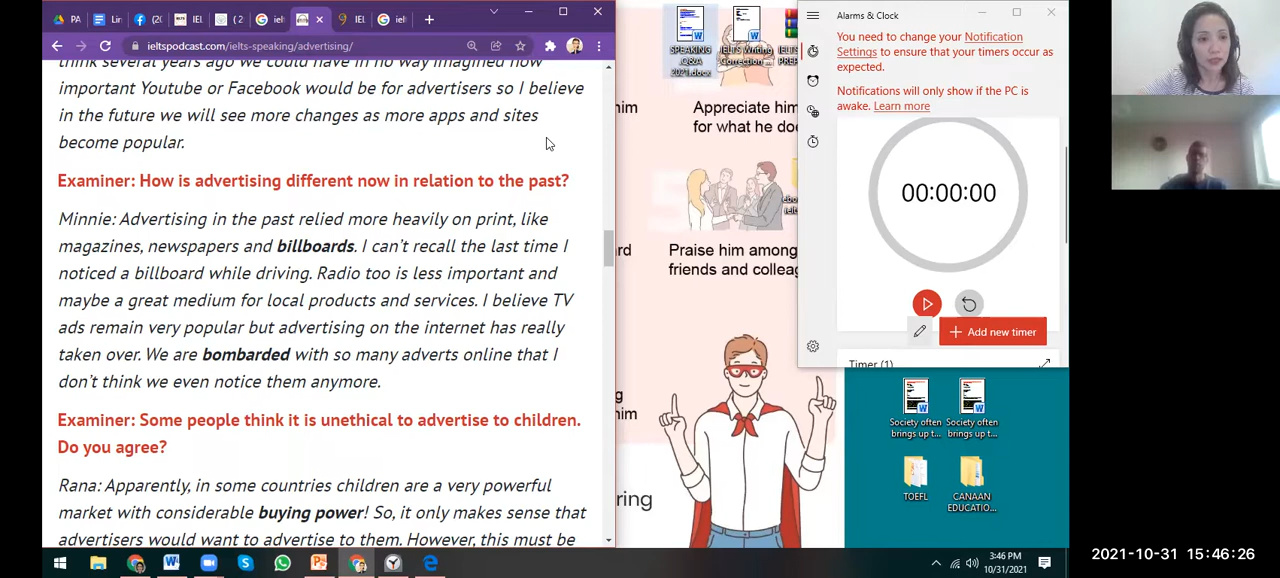 ieltspodcast.com/ielts-speaking/advertising/
think several years ago we could have in no way imagined how
important Youtube or Facebook would be for advertisers so I believe
in the future we will see more changes as more apps and sites
become popular.
Examiner: How is advertising different now in relation to the past?
Minnie: Advertising in the past relied more heavily on print, like
magazines, newspapers and billboards. I can't recall the last time I
noticed a billboard while driving. Radio too is less important and
maybe a great medium for local products and services. I believe TV
ads remain very popular but advertising on the internet has really
taken over. We are bombarded with so many adverts online that I
don't think we even notice them anymore.
Examiner: Some people think it is unethical to advertise to children.
Do you agree?
Rana: Apparently, in some countries children are a very powerful
market with considerable buying power! So, it only makes sense that
advertisers would want to advertise to them. However, this must be
SPEAKING
Q&A
2021.docx
IELTS Writing
Correction ...
Appreciate him
for what he doe
Praise him among
friends and collea
him
him
ring
Alarms & Clock
You need to change your Notification
Settings to ensure that your timers occur as
expected.
Notifications will only show if the PC is
awake. Learn more
00:00:00
Add new timer
Timer (1)
Society often
brings up t...
Society often
brings up t...
TOEFL
CANAAN
EDUCATIO...
3:46 PM
10/31/2021
2021-10-31 15:46:26